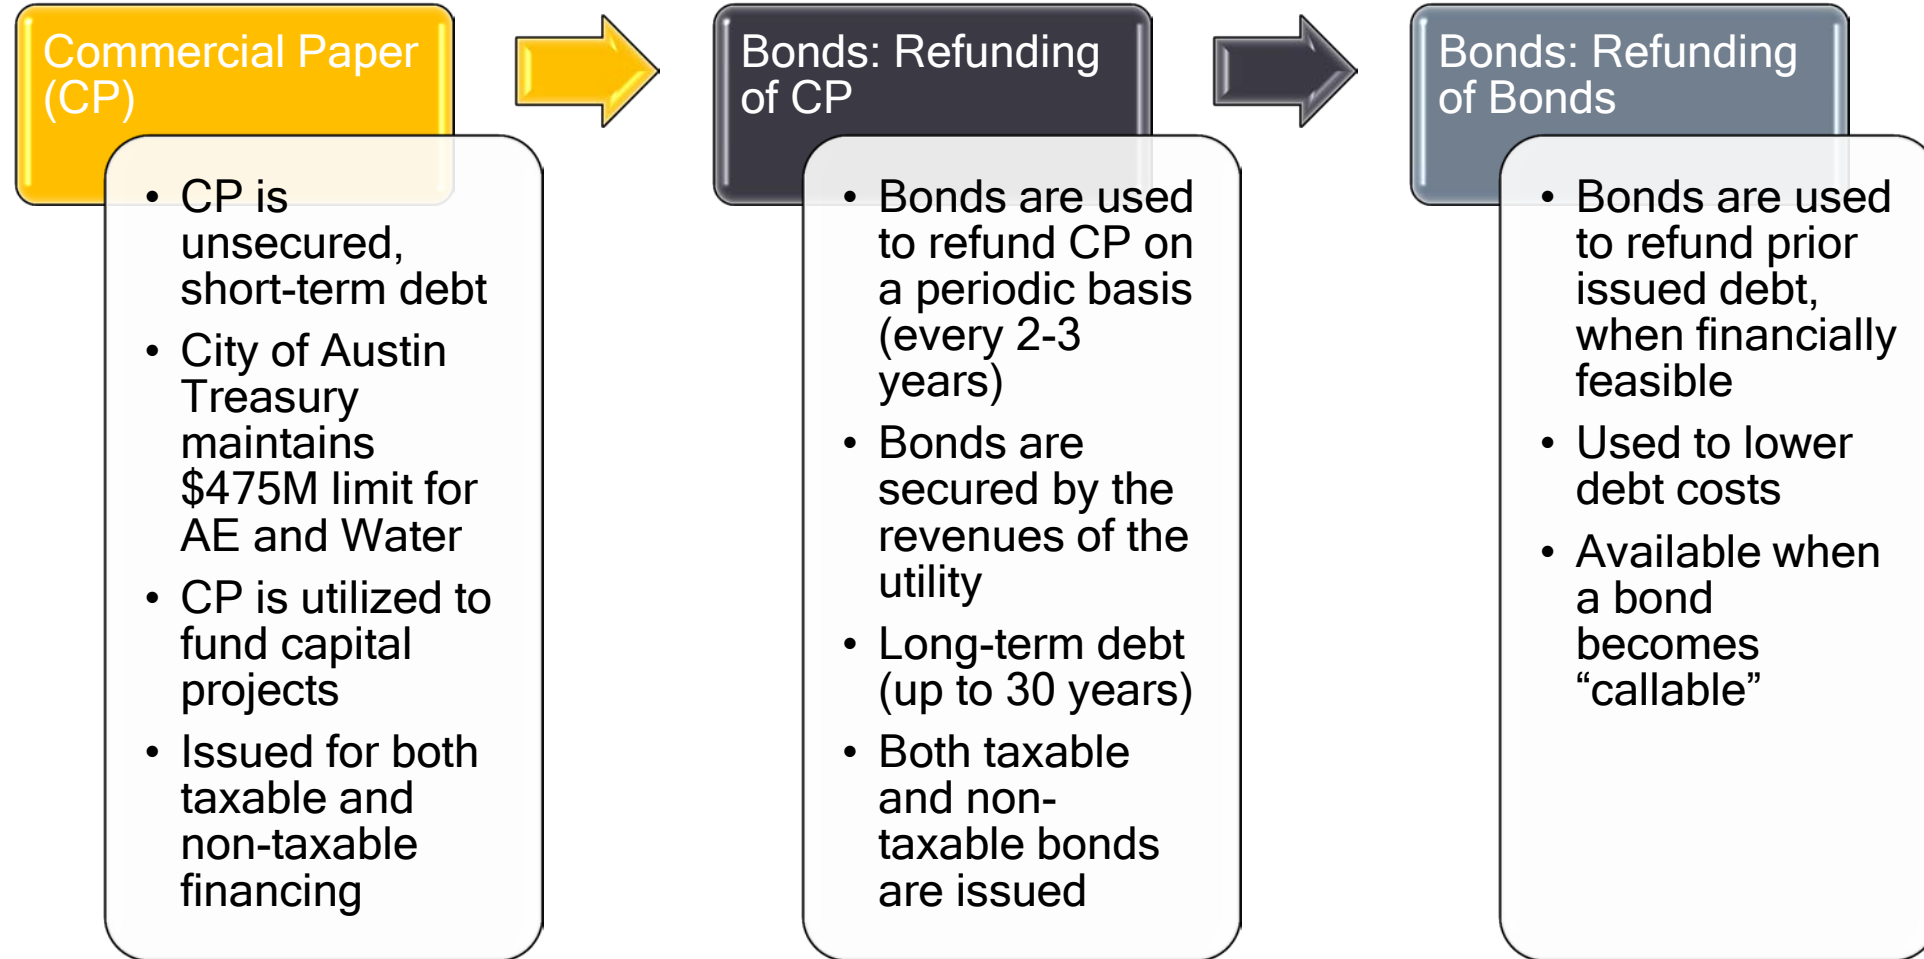 Commercial Paper
(CP)
• CP is
unsecured,
short-term debt
• City of Austin
Treasury
maintains
$475M limit for
AE and Water
• CP is utilized to
fund capital
projects
• Issued for both
taxable and
non-taxable
financing
Bonds: Refunding
of CP
• Bonds are used
to refund CP on
a periodic basis
(every 2-3
years)
• Bonds are
secured by the
revenues of the
utility
• Long-term debt
(up to 30 years)
• Both taxable
and non-
taxable bonds
are issued
Bonds: Refunding
of Bonds
• Bonds are used
to refund prior
issued debt,
when financially
feasible
• Used to lower
debt costs
• Available when
a bond
becomes
“callable”